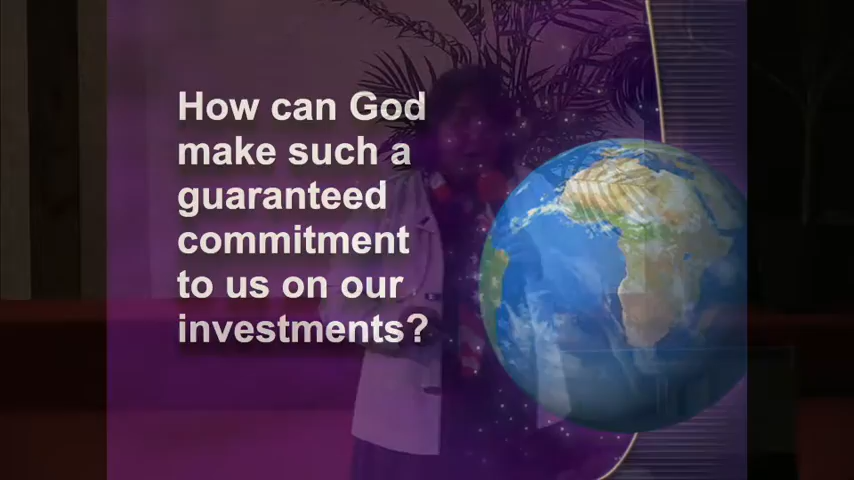 How can God
make such a
guaranteed
commitment
to us on our
investments?